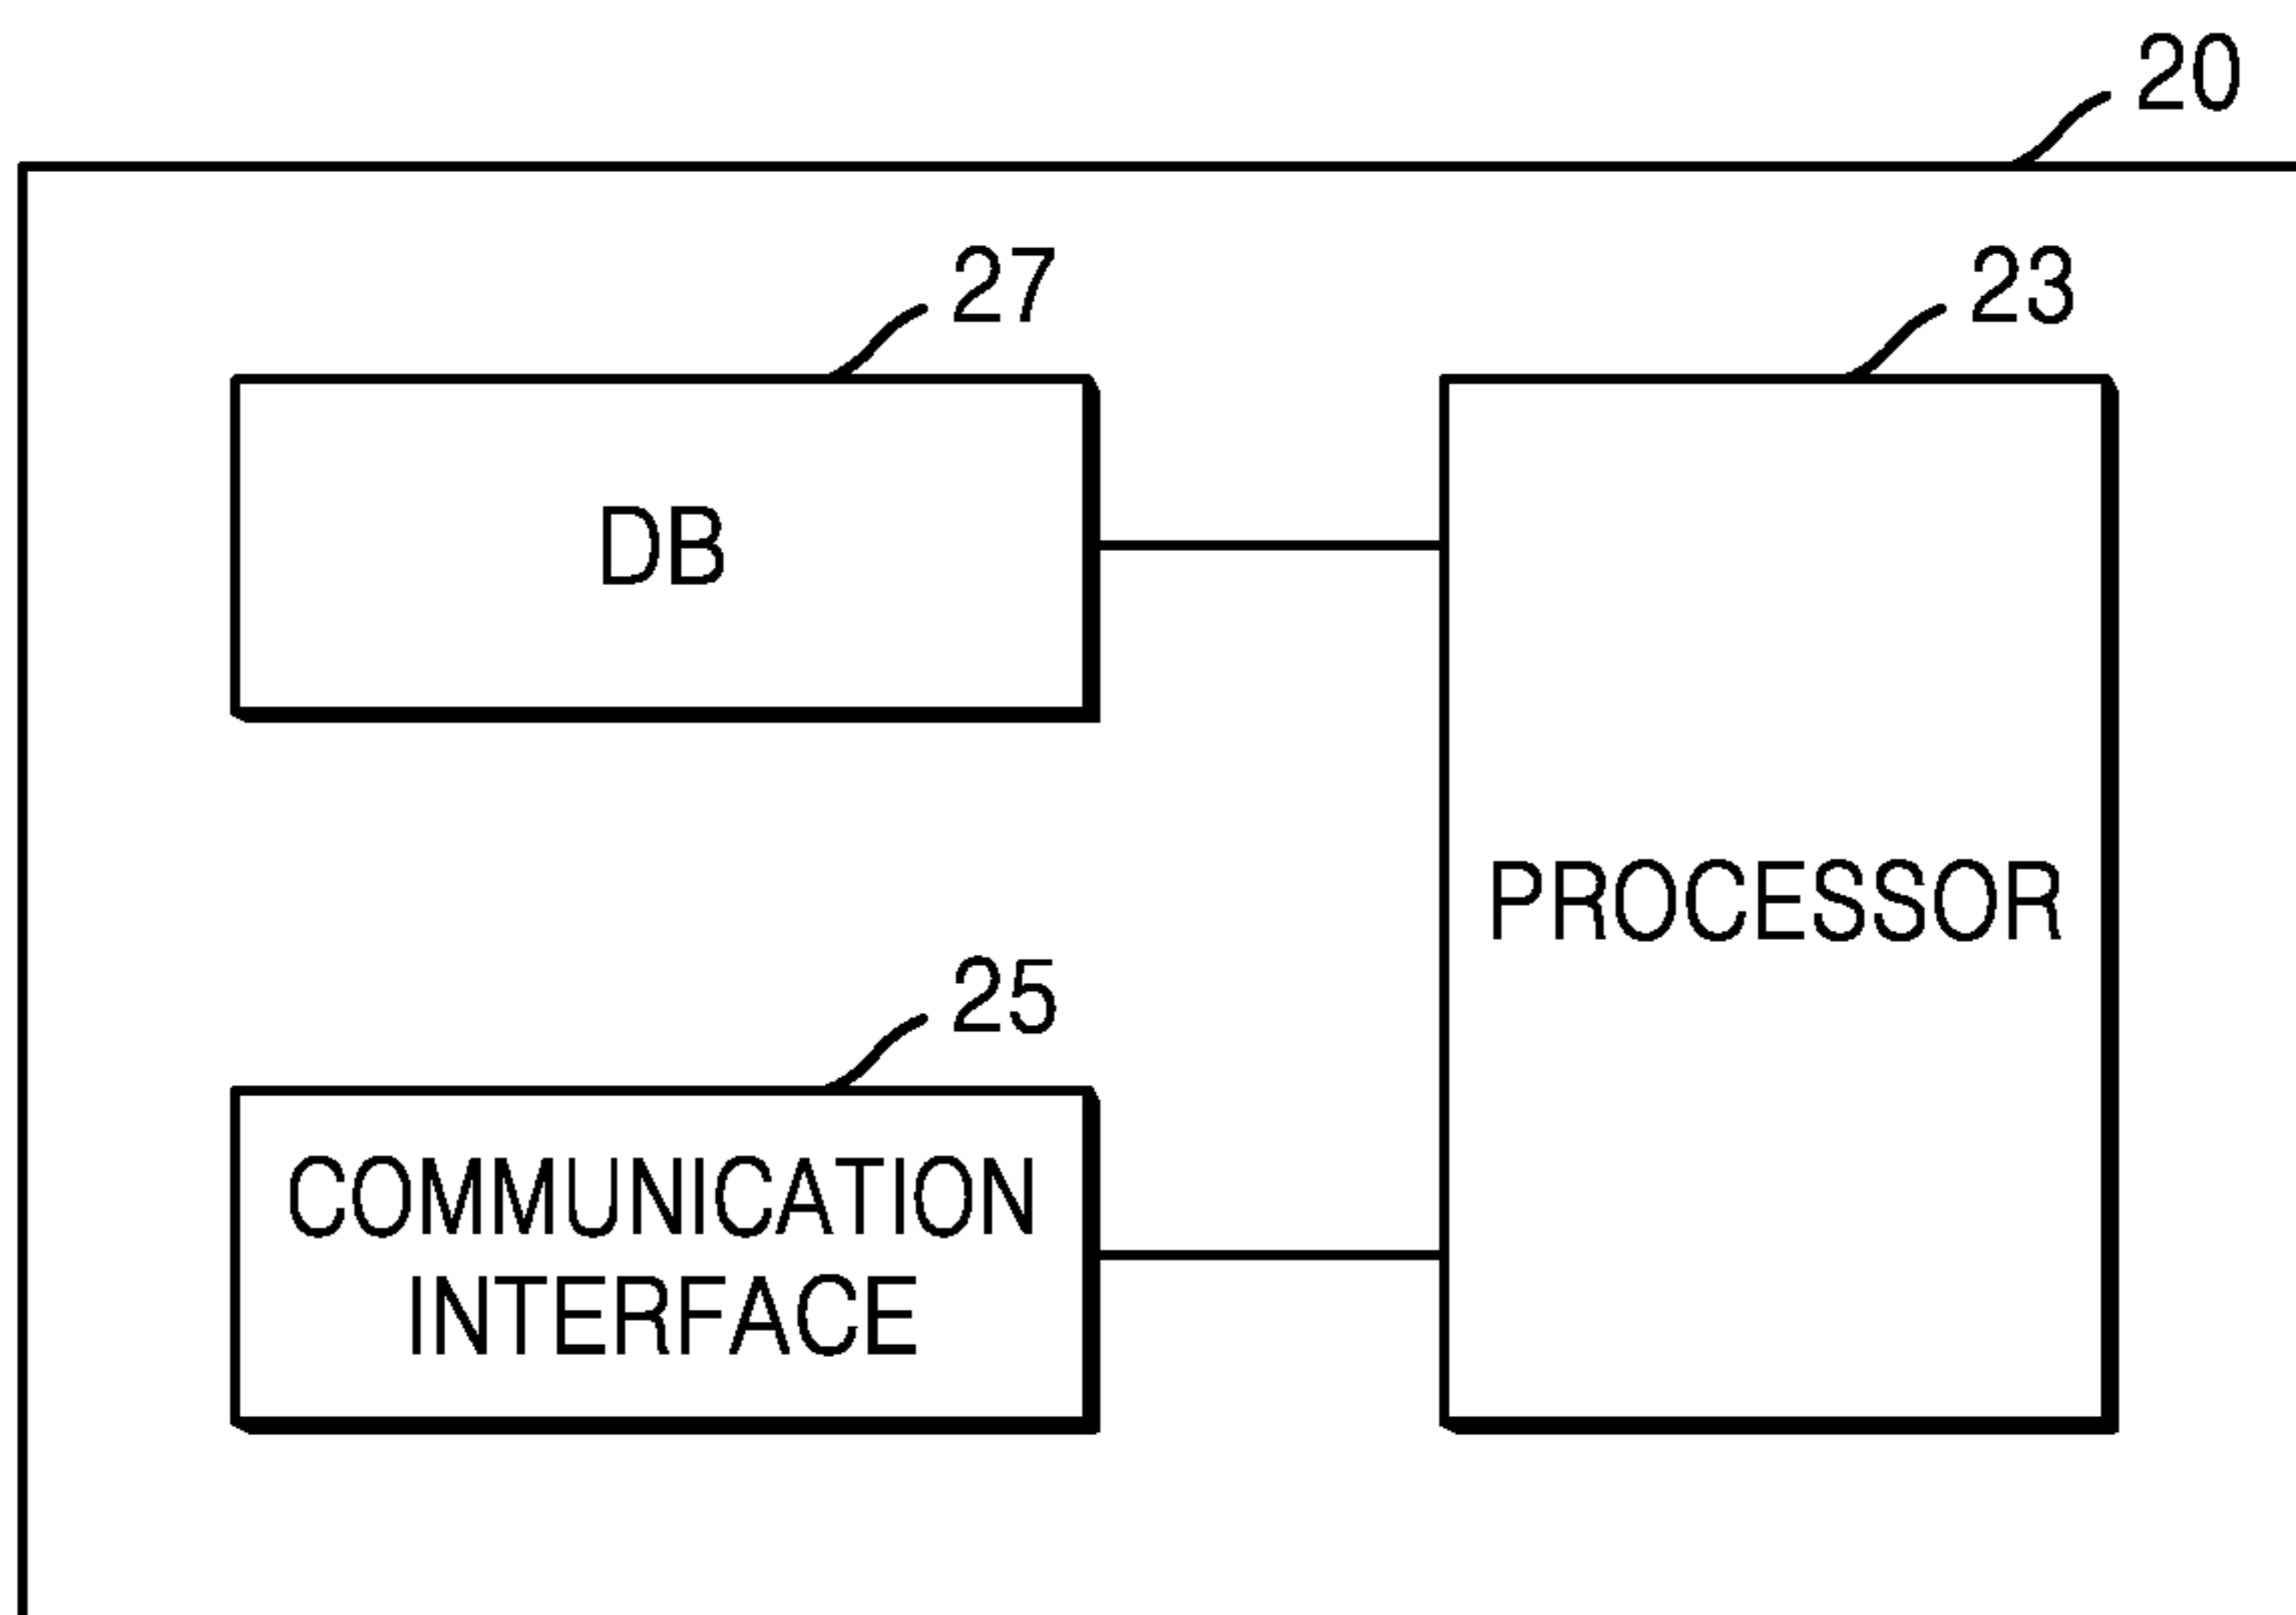 20
27
23
DB
PROCESSOR
25
COMMUNICATION
INTERFACE